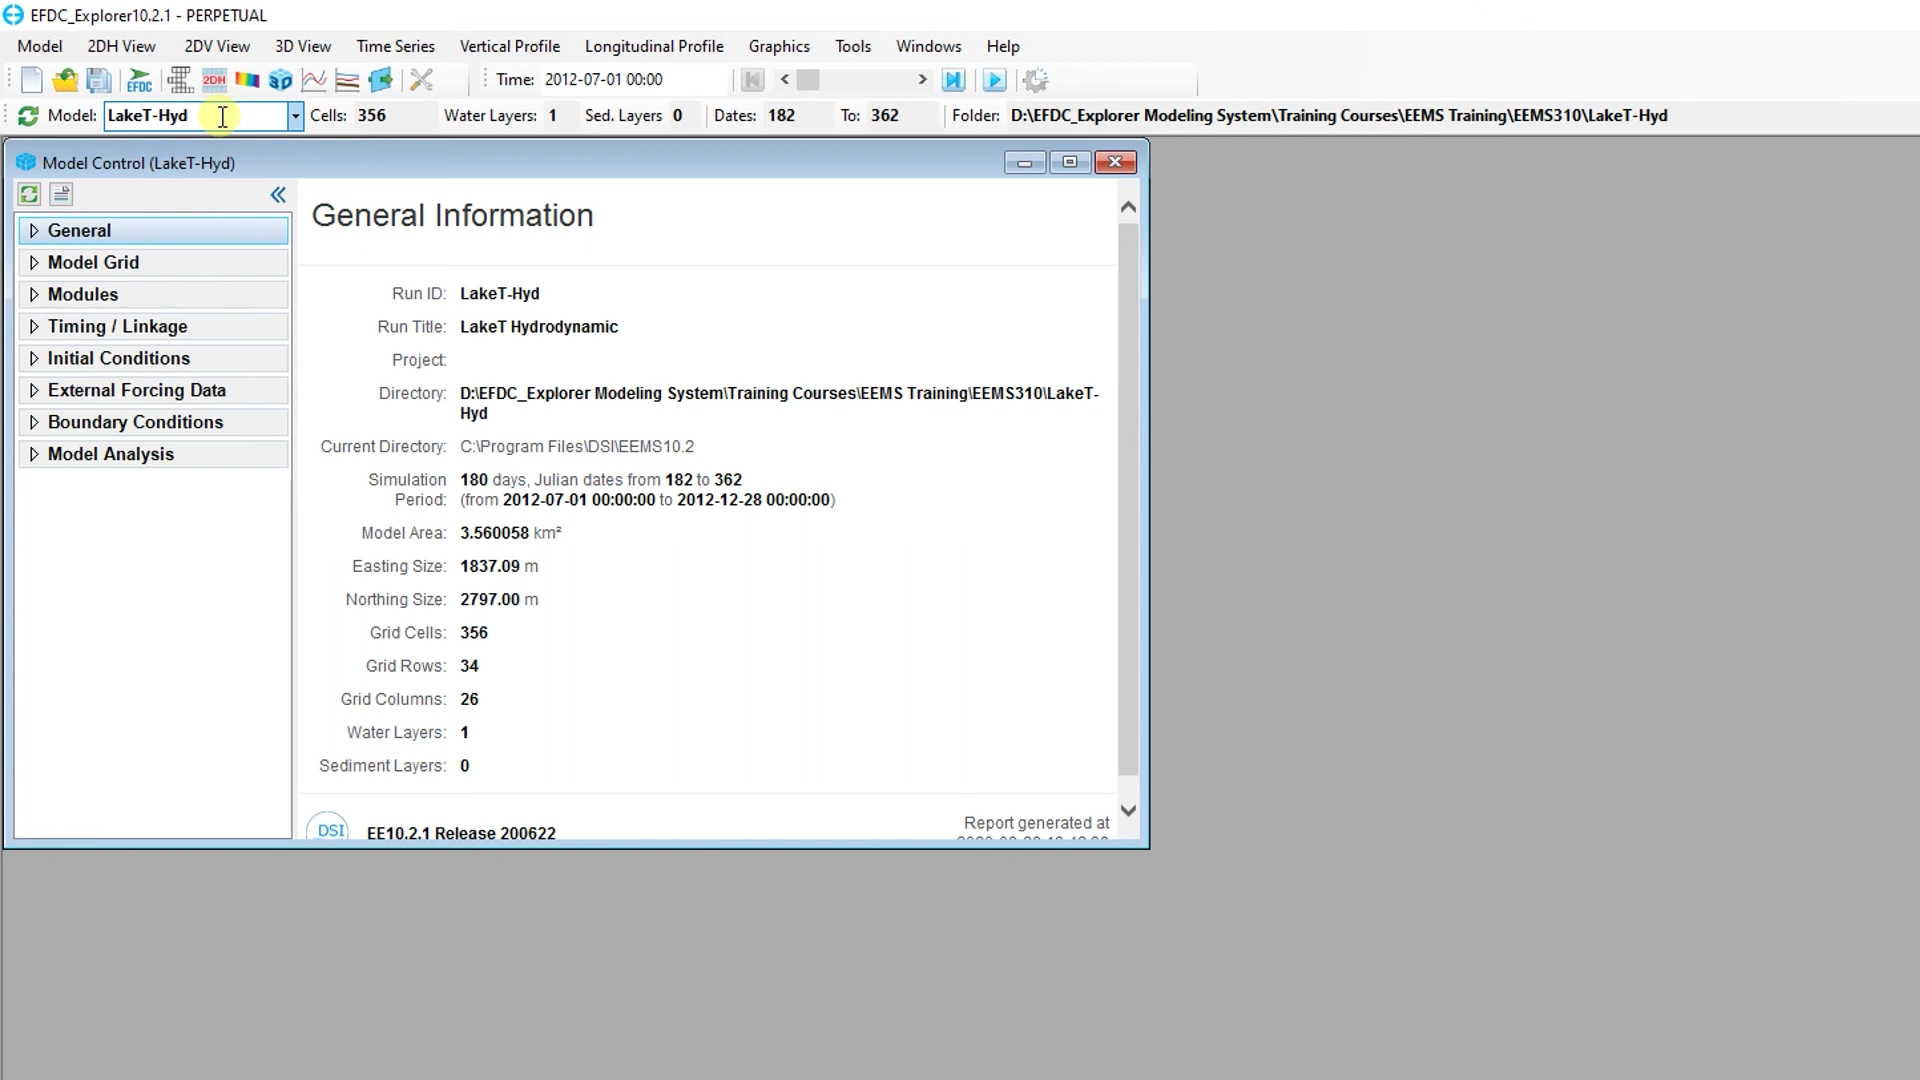 EFDC_Explorer10.2.1 - PERPETUAL
Model 2DH View 2DV View 3D View Time Series Vertical Profile Longitudinal Profile Graphics Tools Windows Help
EFDC 2DH 3D Time: 2012-07-01 00:00
Model: LakeT-Hyd Cells: 356 Water Layers: 1 Sed. Layers 0 Dates: 182 To: 362 Folder: D:\EFDC_Explorer Modeling System\Training Courses\EEMS Training\EEMS310\LakeT-Hyd
Model Control (LakeT-Hyd)
General
Model Grid
Modules
Timing / Linkage
Initial Conditions
External Forcing Data
Boundary Conditions
Model Analysis
General Information
Run ID: LakeT-Hyd
Run Title: LakeT Hydrodynamic
Project:
Directory: D:\EFDC_Explorer Modeling System\Training Courses\EEMS Training\EEMS310\LakeT-
Hyd
Current Directory: C:\Program Files\DSI\EEMS10.2
Simulation 180 days, Julian dates from 182 to 362
Period: (from 2012-07-01 00:00:00 to 2012-12-28 00:00:00)
Model Area: 3.560058 km²
Easting Size: 1837.09 m
Northing Size: 2797.00 m
Grid Cells: 356
Grid Rows: 34
Grid Columns: 26
Water Layers: 1
Sediment Layers: 0
DSI EE10.2.1 Release 200622 Report generated at